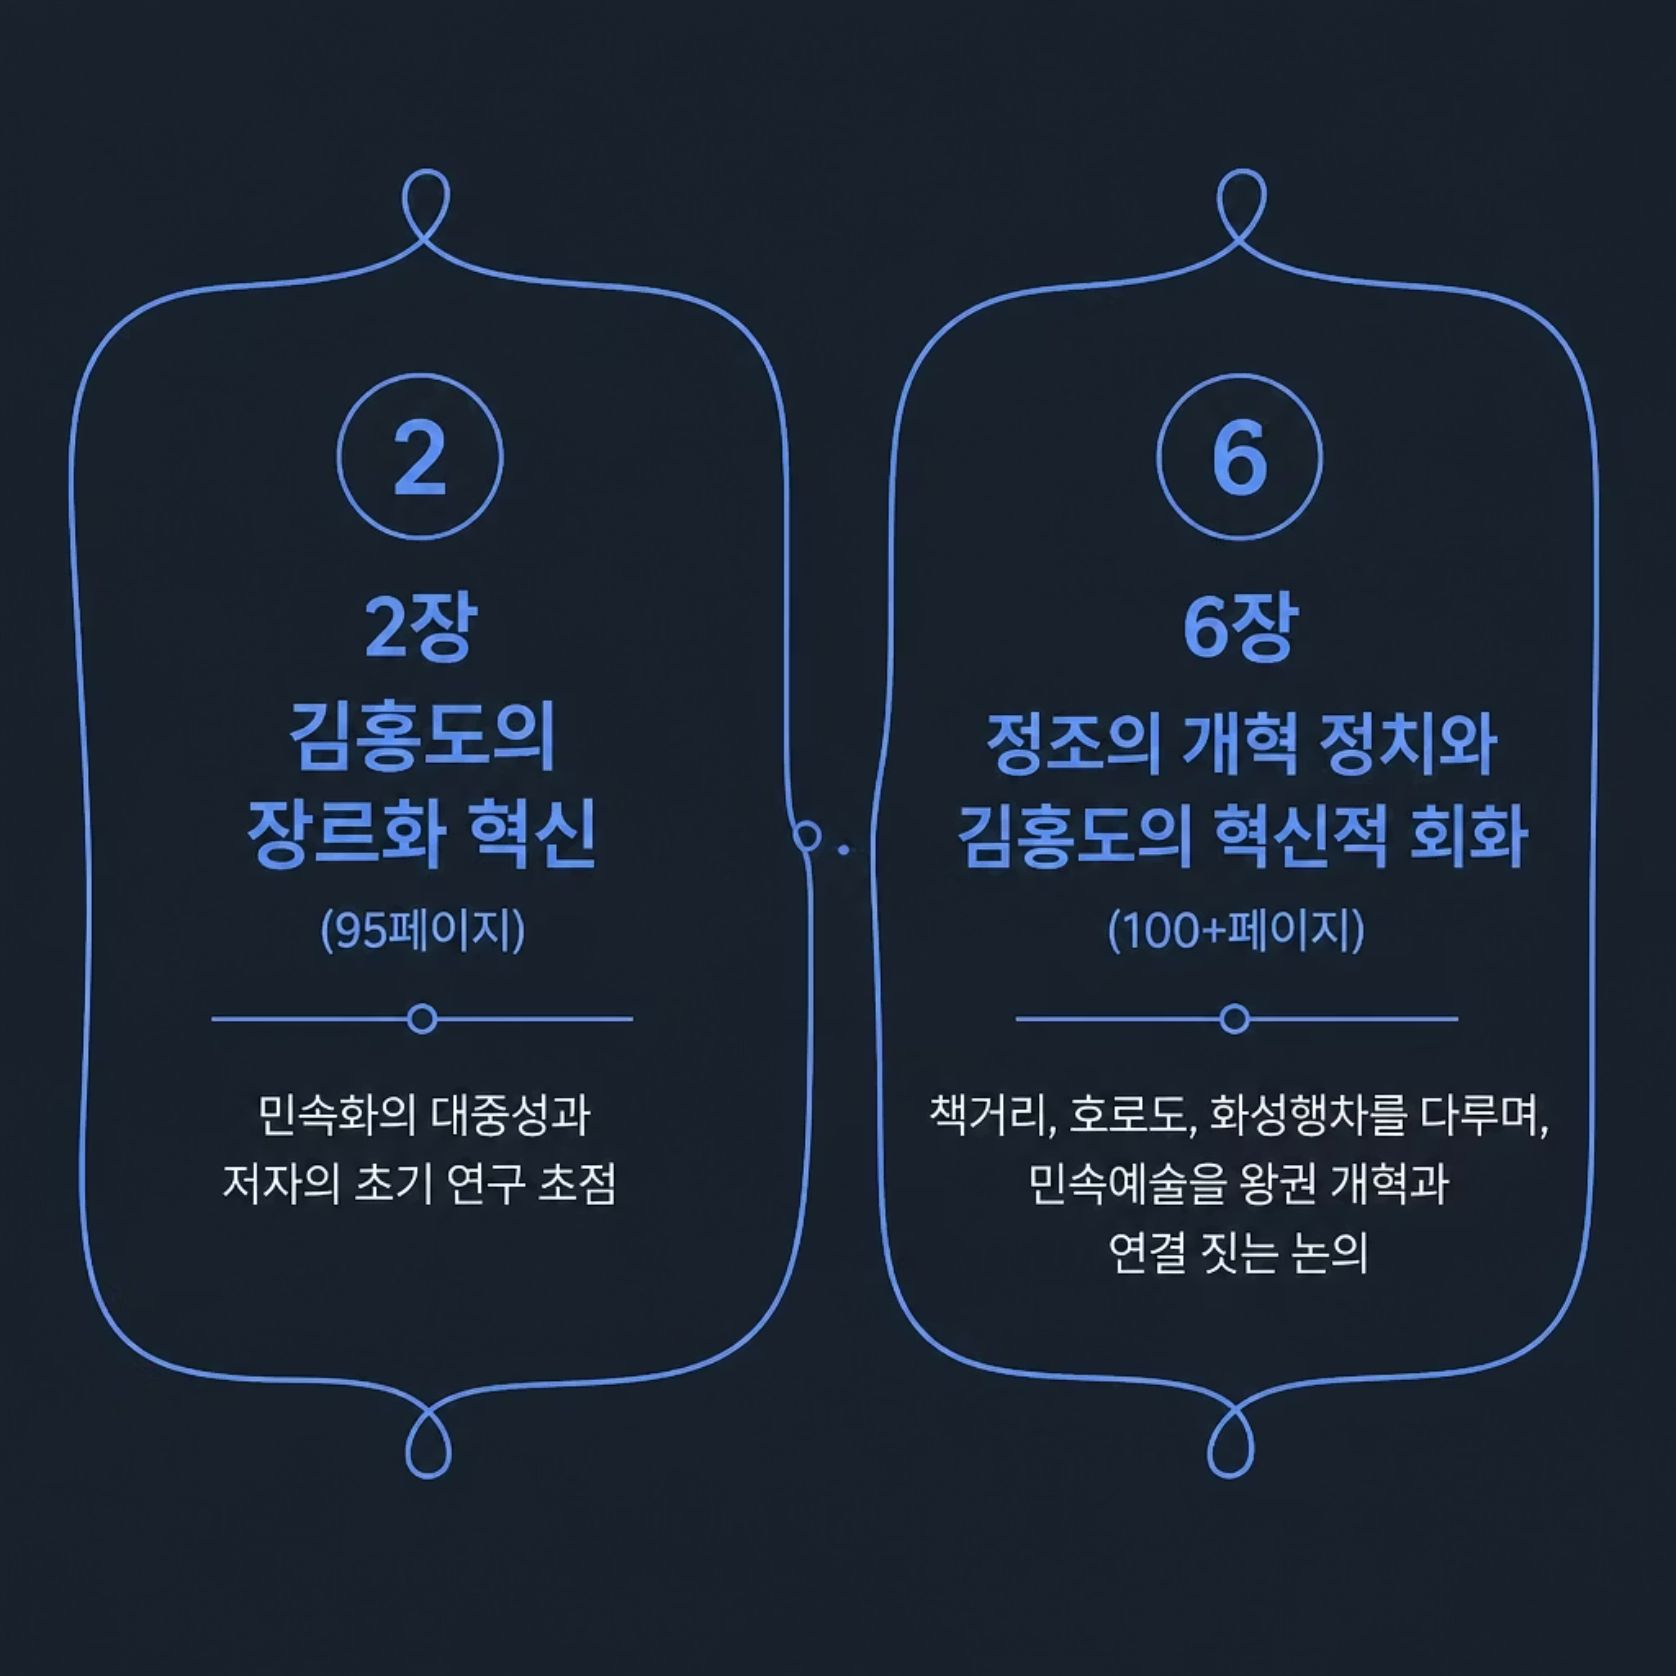 2
2장
김홍도의
장르화 혁신
(95페이지)
민속화의 대중성과
저자의 초기 연구 초점
6
6장
정조의 개혁 정치와
김홍도의 혁신적 회화
(100+페이지)
책거리, 호로도, 화성행차를 다루며,
민속예술을 왕권 개혁과
연결 짓는 논의